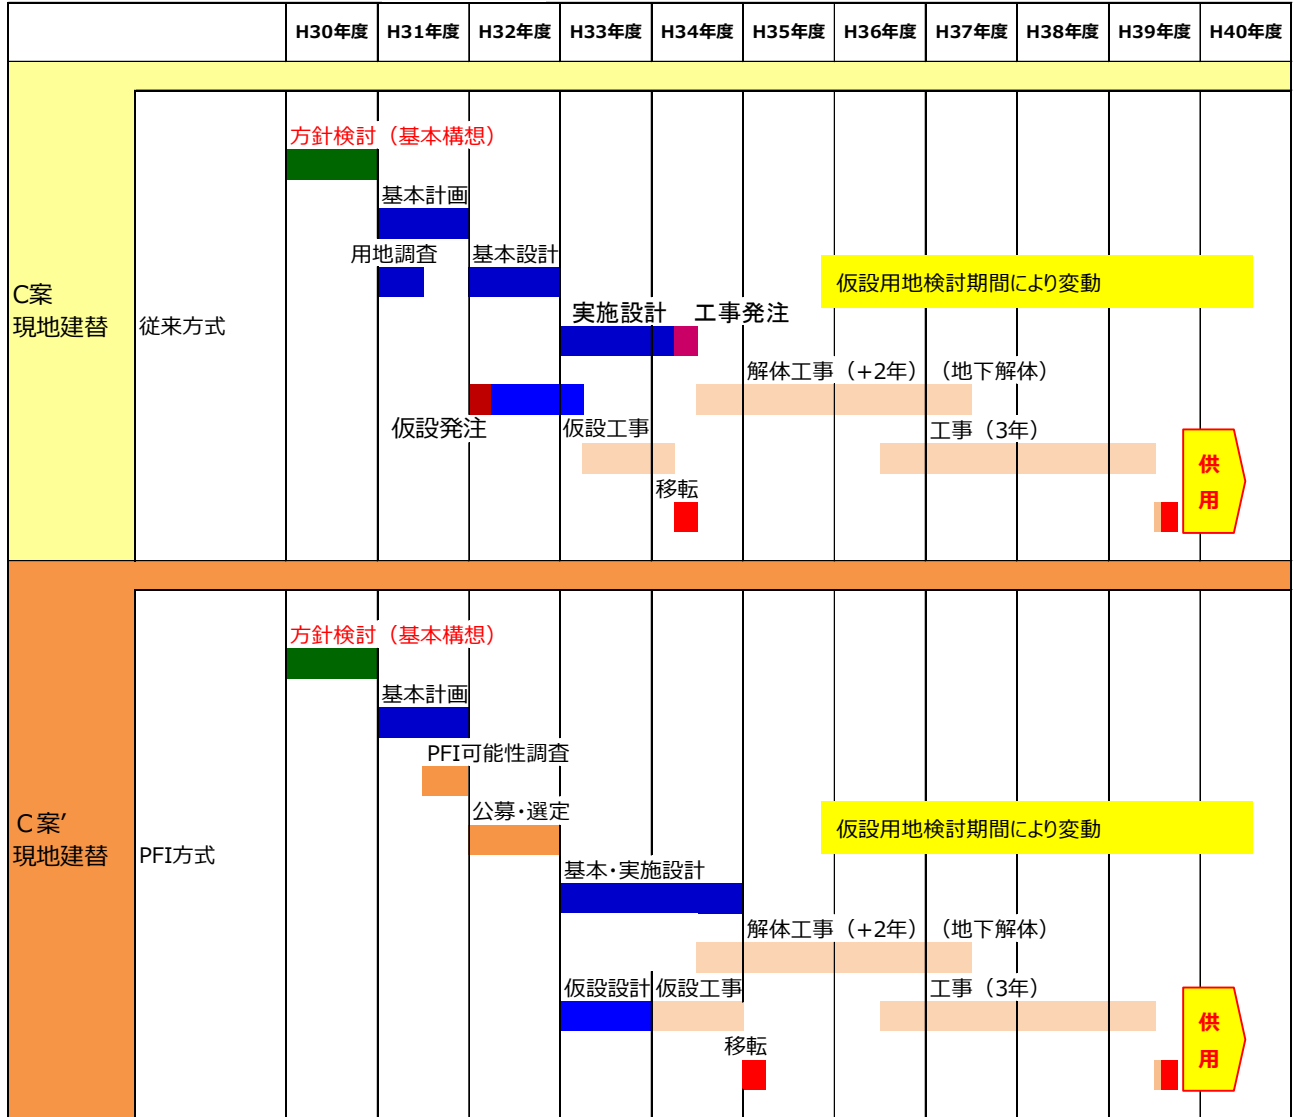 H30年度 H31年度 H32年度 H33年度 H34年度 H35年度 H36年度 H37年度 H38年度 H39年度 H40年度
C案
現地建替
従来方式
方針検討（基本構想）
基本計画
用地調査
基本設計
仮設用地検討期間により変動
実施設計
工事発注
解体工事（+2年）（地下解体）
仮設発注
仮設工事
工事（3年）
移転
供
用
Ｃ案′
現地建替
PFI方式
方針検討（基本構想）
基本計画
PFI可能性調査
公募・選定
仮設用地検討期間により変動
基本・実施設計
解体工事（+2年）（地下解体）
仮設設計
仮設工事
工事（3年）
移転
供
用